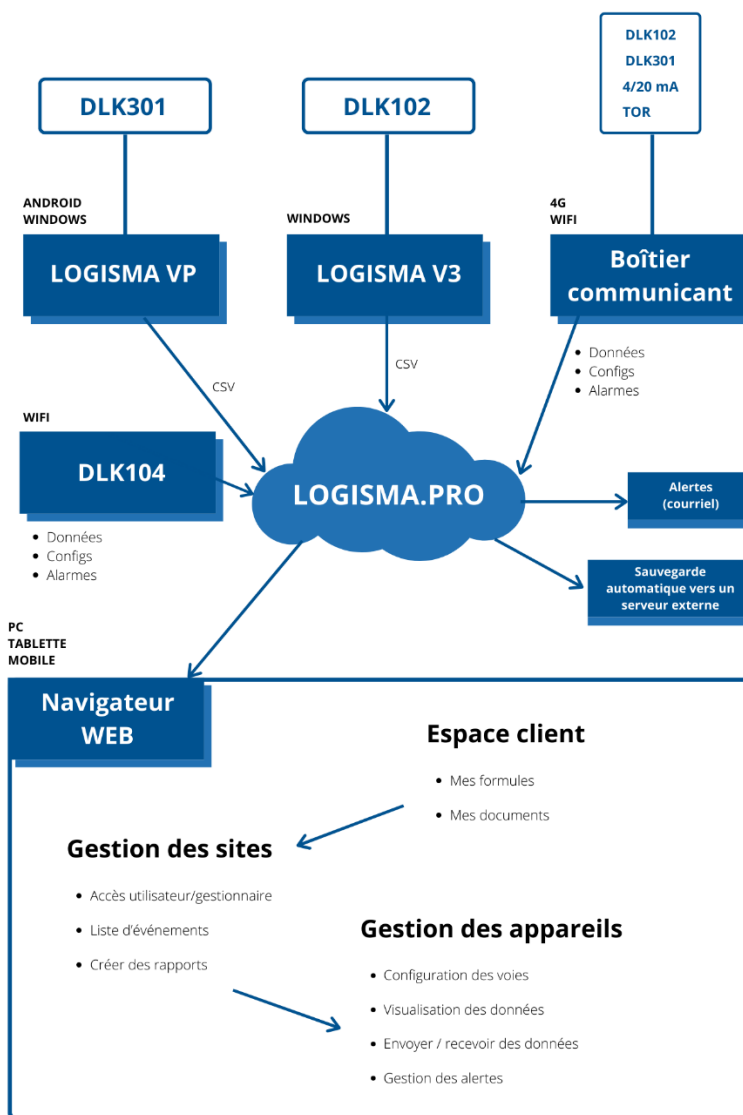 DLK301
DLK102
DLK102
DLK301
4/20 mA
TOR
ANDROID
WINDOWS
LOGISMA VP
WINDOWS
LOGISMA V3
4G
WIFI
Boîtier
communicant
CSV
CSV
• Données
• Configs
• Alarmes
WIFI
DLK104
• Données
• Configs
• Alarmes
LOGISMA.PRO
Alertes
(courriel)
Sauvegarde
automatique vers un
serveur externe
PC
TABLETTE
MOBILE
Navigateur
WEB
Espace client
• Mes formules
• Mes documents
Gestion des sites
• Accès utilisateur/gestionnaire
• Liste d'événements
• Créer des rapports
Gestion des appareils
• Configuration des voies
• Visualisation des données
• Envoyer / recevoir des données
• Gestion des alertes